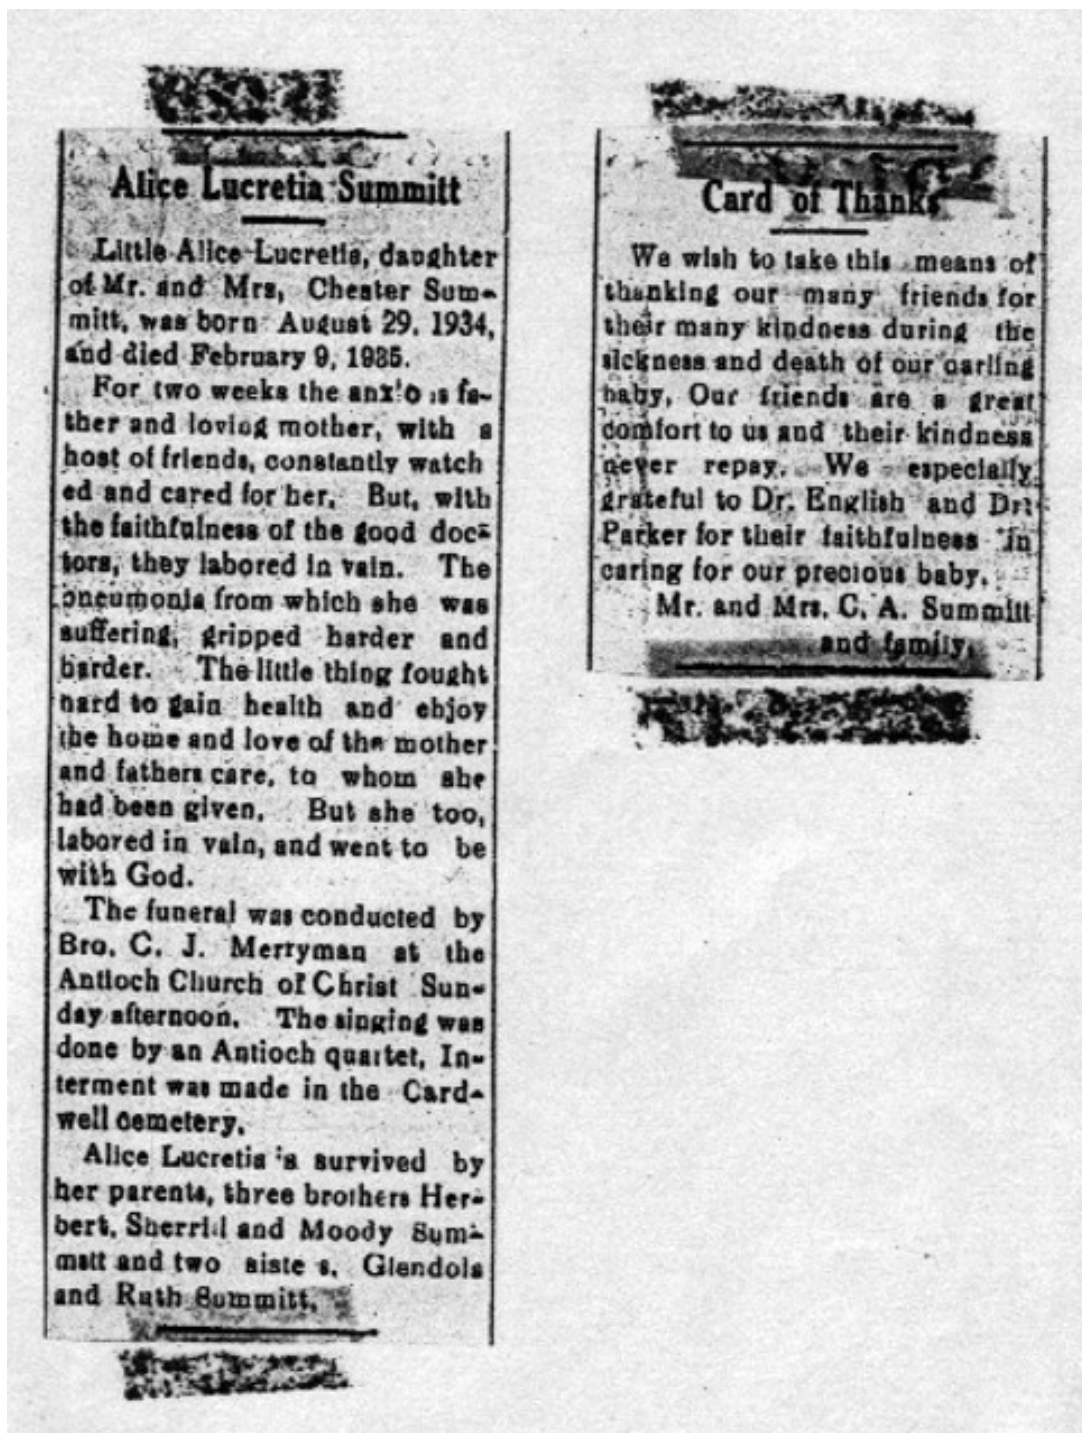 Alice Lucretia Summitt
Little Alice Lucretia, daughter
of Mr. and Mrs, Chester Sum-
mitt, was born August 29, 1934,
and died February 9, 1935.
For two weeks the anx'o is fa-
ther and loving mother, with a
host of friends, constantly watch
ed and cared for her. But, with
the faithfulness of the good doc-
tors, they labored in vain. The
pneumonia from which she was
suffering, gripped harder and
harder. The little thing fought
hard to gain health and ehjoy
the home and love of the mother
and fathers care, to whom she
had been given. But she too,
labored in vain, and went to be
with God.
The funeral was conducted by
Bro. C. J. Merryman at the
Antioch Church of Christ Sun-
day afternoon. The singing was
done by an Antioch quartet, In-
terment was made in the Card-
well cemetery.
Alice Lucretia 's survived by
her parents, three brothers Her-
bert, Sherrill and Moody Sum-
matt and two siste s, Glendola
and Ruth Summitt.
Card of Thanks
We wish to take this means of
thanking our many friends for
their many kindness during the
sickness and death of our carling
baby, Our friends are a great
comfort to us and their kindness
never repay. We especially
grateful to Dr. English and Dr.
Parker for their faithfulness in
caring for our precious baby.
Mr. and Mrs. C. A. Summitt
and family.